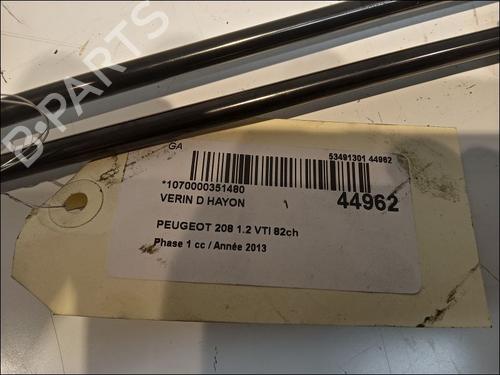 B-PARTS
GA
53491301 44962
*1070000351480
VERIN D HAYON
44962
PEUGEOT 208 1.2 VTI 82ch
Phase 1 cc / Année 2013